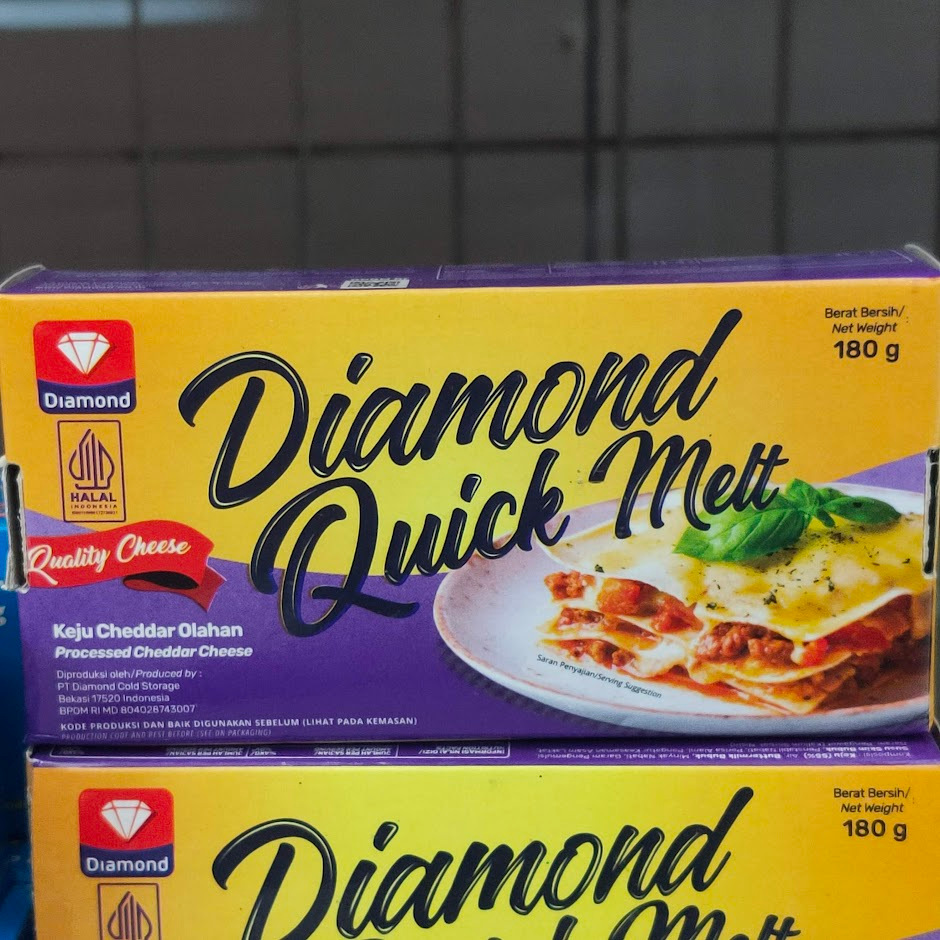 Diamond
HALAL
INDONESIA
Quality Cheese
Diamond
Quick Melt
Berat Bersih/
Net Weight
180 g
Keju Cheddar Olahan
Processed Cheddar Cheese
Diproduksi oleh/Produced by :
PT Diamond Cold Storage
Bekasi 17520 Indonesia
BPOM RI MD 804028743007
KODE PRODUKSI DAN BAIK DIGUNAKAN SEBELUM (LIHAT PADA KEMASAN)
PRODUCTION CODE AND BEST BEFORE (SEE ON PACKAGING)
Saran Penyajian/Serving Suggestion
Diamond
Diamond
Melt
Berat Bersih/
Net Weight
180 g